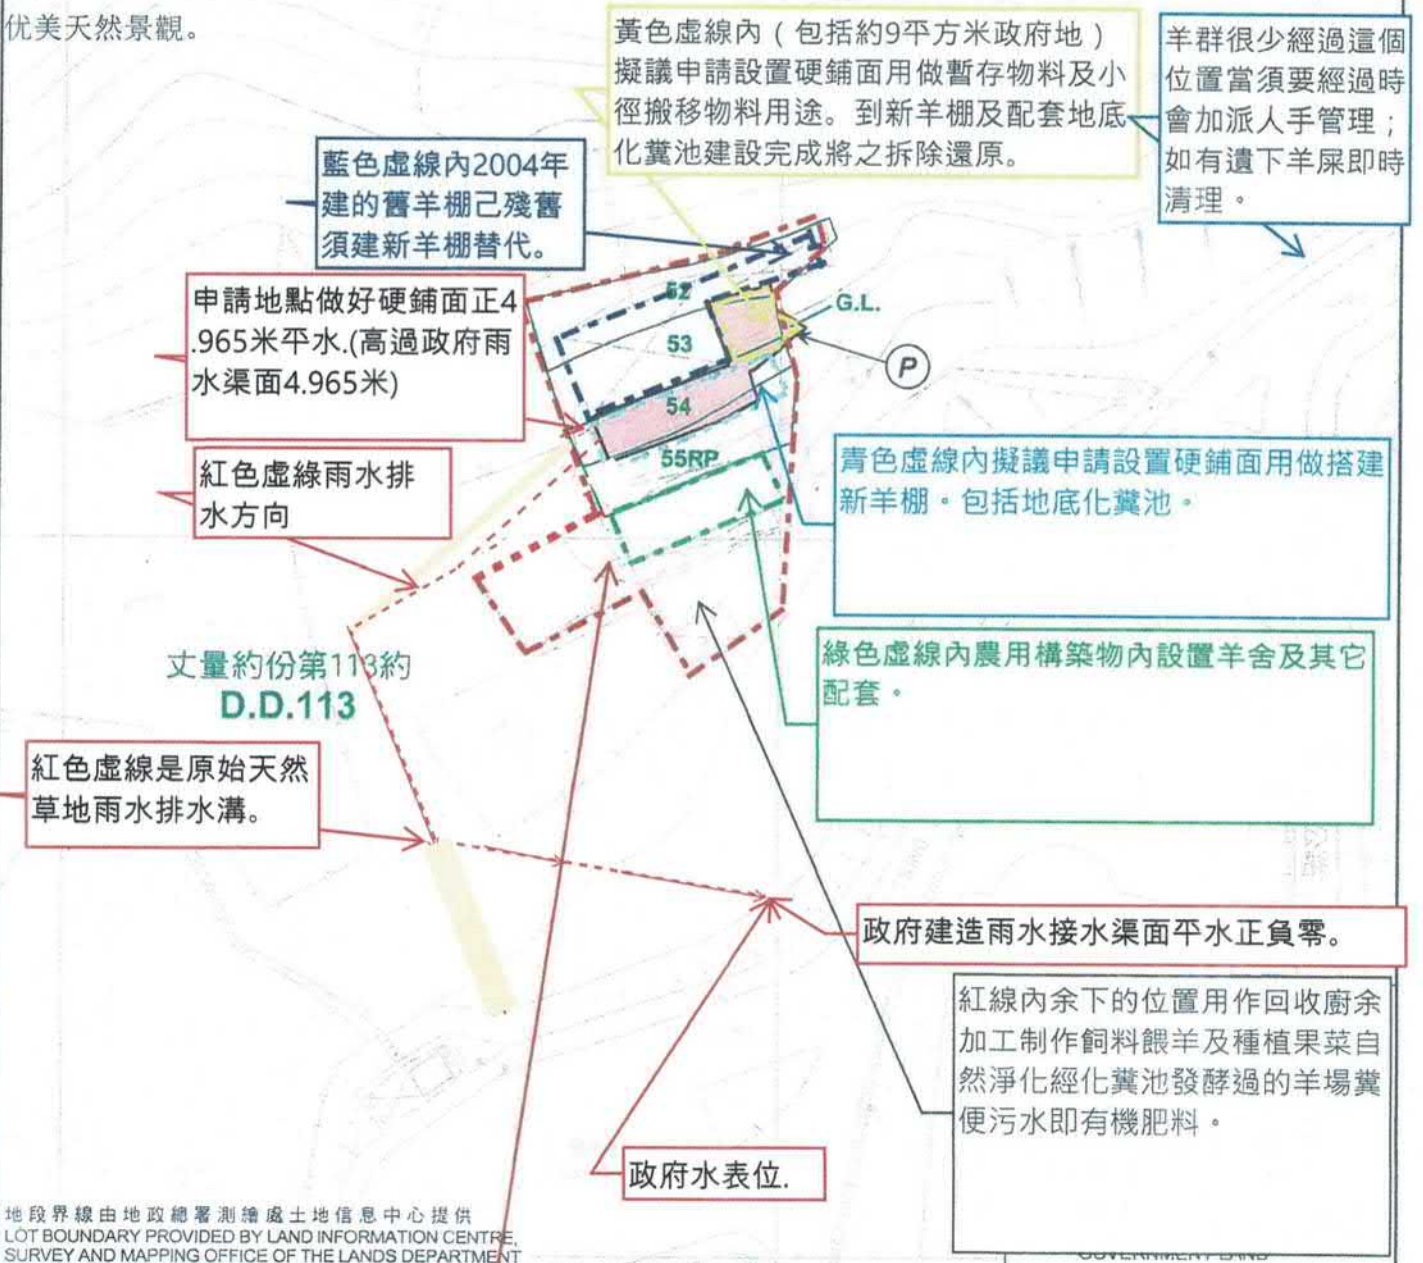 优美天然景觀。
黃色虛線內（包括約9平方米政府地）
擬議申請設置硬鋪面用做暫存物料及小
徑搬移物料用途。到新羊棚及配套地底
化糞池建設完成將之拆除還原。
羊群很少經過這個
位置當須要經過時
會加派人手管理；
如有遺下羊屎即時
清理。
藍色虛線內2004年
建的舊羊棚己殘舊
須建新羊棚替代。
申請地點做好硬鋪面正4
.965米平水.(高過政府雨
水渠面4.965米)
52
53
54
55RP
G.L.
P
紅色虛綠雨水排
水方向
青色虛線內擬議申請設置硬鋪面用做搭建
新羊棚。包括地底化糞池。
丈量約份第113約
D.D.113
綠色虛線內農用構築物內設置羊舍及其它
配套。
紅色虛線是原始天然
草地雨水排水溝。
政府建造雨水接水渠面平水正負零。
紅線內余下的位置用作回收廚余
加工制作飼料餵羊及種植果菜自
然淨化經化糞池發酵過的羊場糞
便污水即有機肥料。
政府水表位.
地段界線由地政總署測繪處土地信息中心提供
LOT BOUNDARY PROVIDED BY LAND INFORMATION CENTRE,
SURVEY AND MAPPING OFFICE OF THE LANDS DEPARTMENT
GOVERNMENT LAND